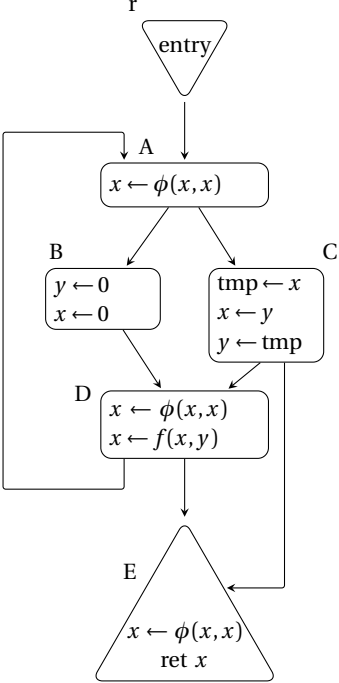 r
entry
A
x ← ϕ(x,x)
B
y ← 0
x ← 0
C
tmp ← x
x ← y
y ← tmp
D
x ← ϕ(x,x)
x ← f(x,y)
E
x ← ϕ(x,x)
ret x